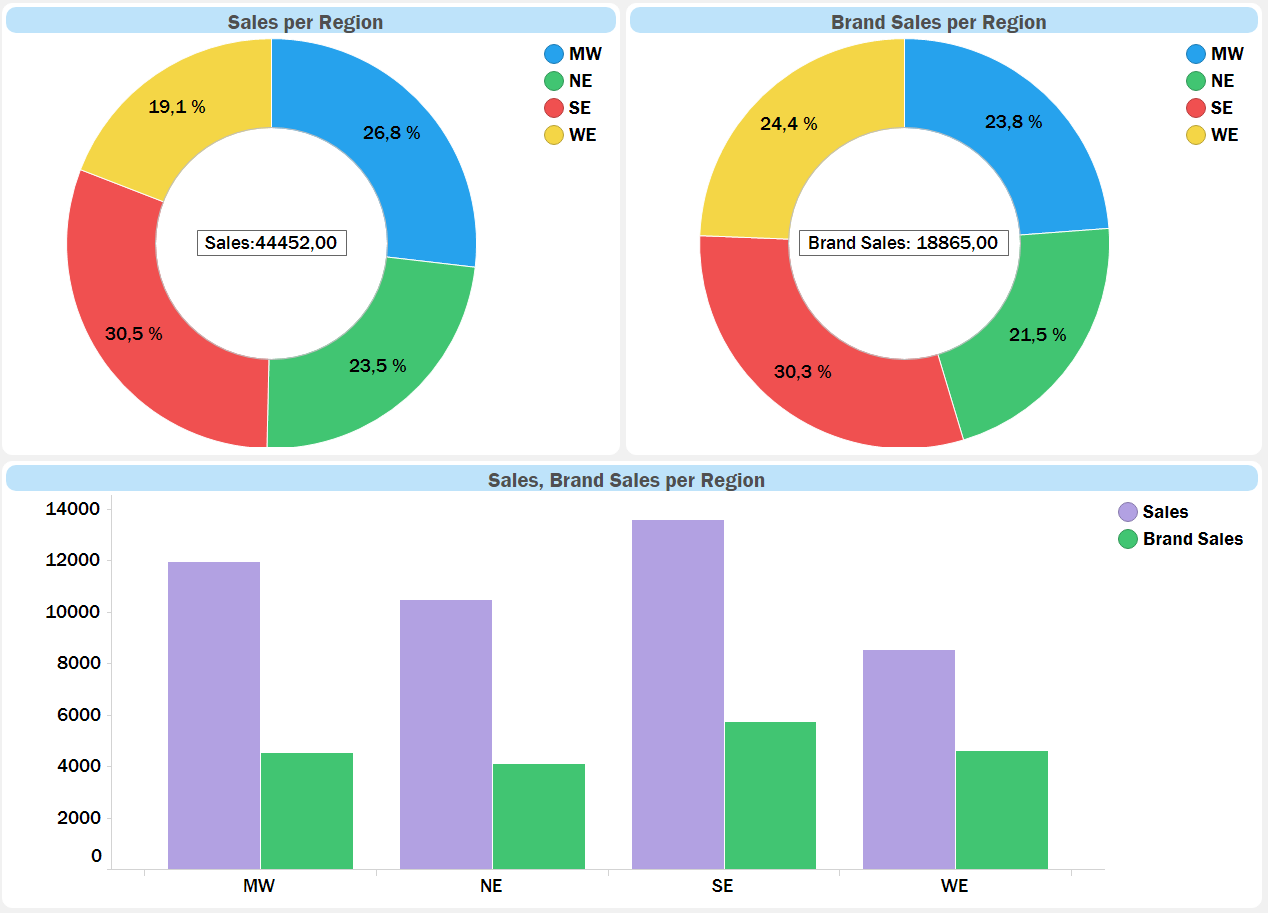 Sales per Region
MW
NE
SE
WE
19,1 %
26,8 %
Sales:44452,00
30,5 %
23,5 %
Brand Sales per Region
MW
NE
SE
WE
24,4 %
23,8 %
Brand Sales: 18865,00
21,5 %
30,3 %
Sales, Brand Sales per Region
Sales
Brand Sales
14000
12000
10000
8000
6000
4000
2000
0
MW NE SE WE